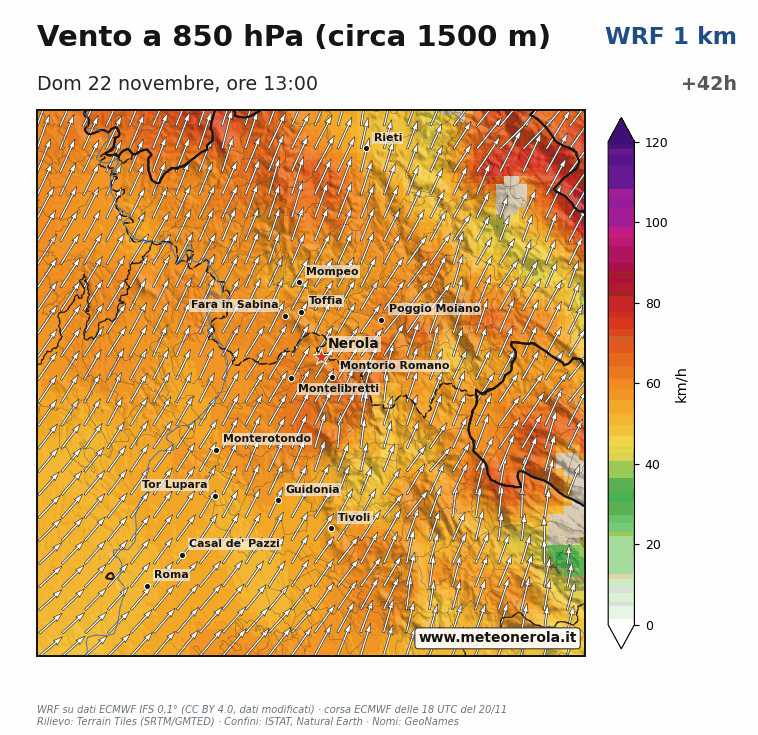 Vento a 850 hPa (circa 1500 m)
WRF 1 km
Dom 22 novembre, ore 13:00
+42h
Rieti
Mompeo
Toffia
Fara in Sabina
Poggio Moiano
Nerola
Montorio Romano
Montelibretti
Monterotondo
Tor Lupara
Guidonia
Tivoli
Casal de' Pazzi
Roma
www.meteonerola.it
120
100
80
60
40
20
0
km/h
WRF su dati ECMWF IFS 0,1° (CC BY 4.0, dati modificati) · corsa ECMWF delle 18 UTC del 20/11
Rilievo: Terrain Tiles (SRTM/GMTED) · Confini: ISTAT, Natural Earth · Nomi: GeoNames